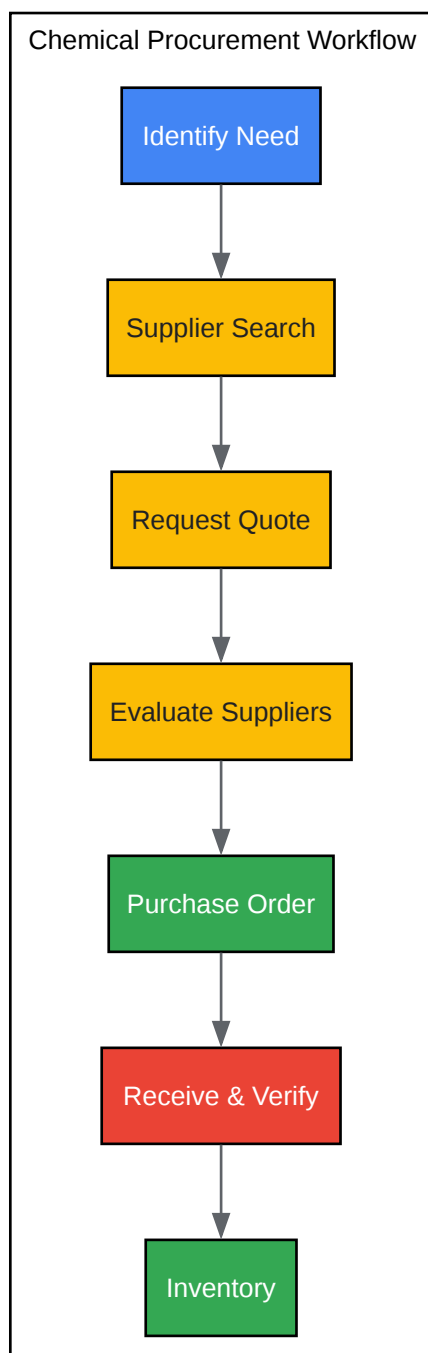 Chemical Procurement Workflow
Identify Need
Supplier Search
Request Quote
Evaluate Suppliers
Purchase Order
Receive & Verify
Inventory